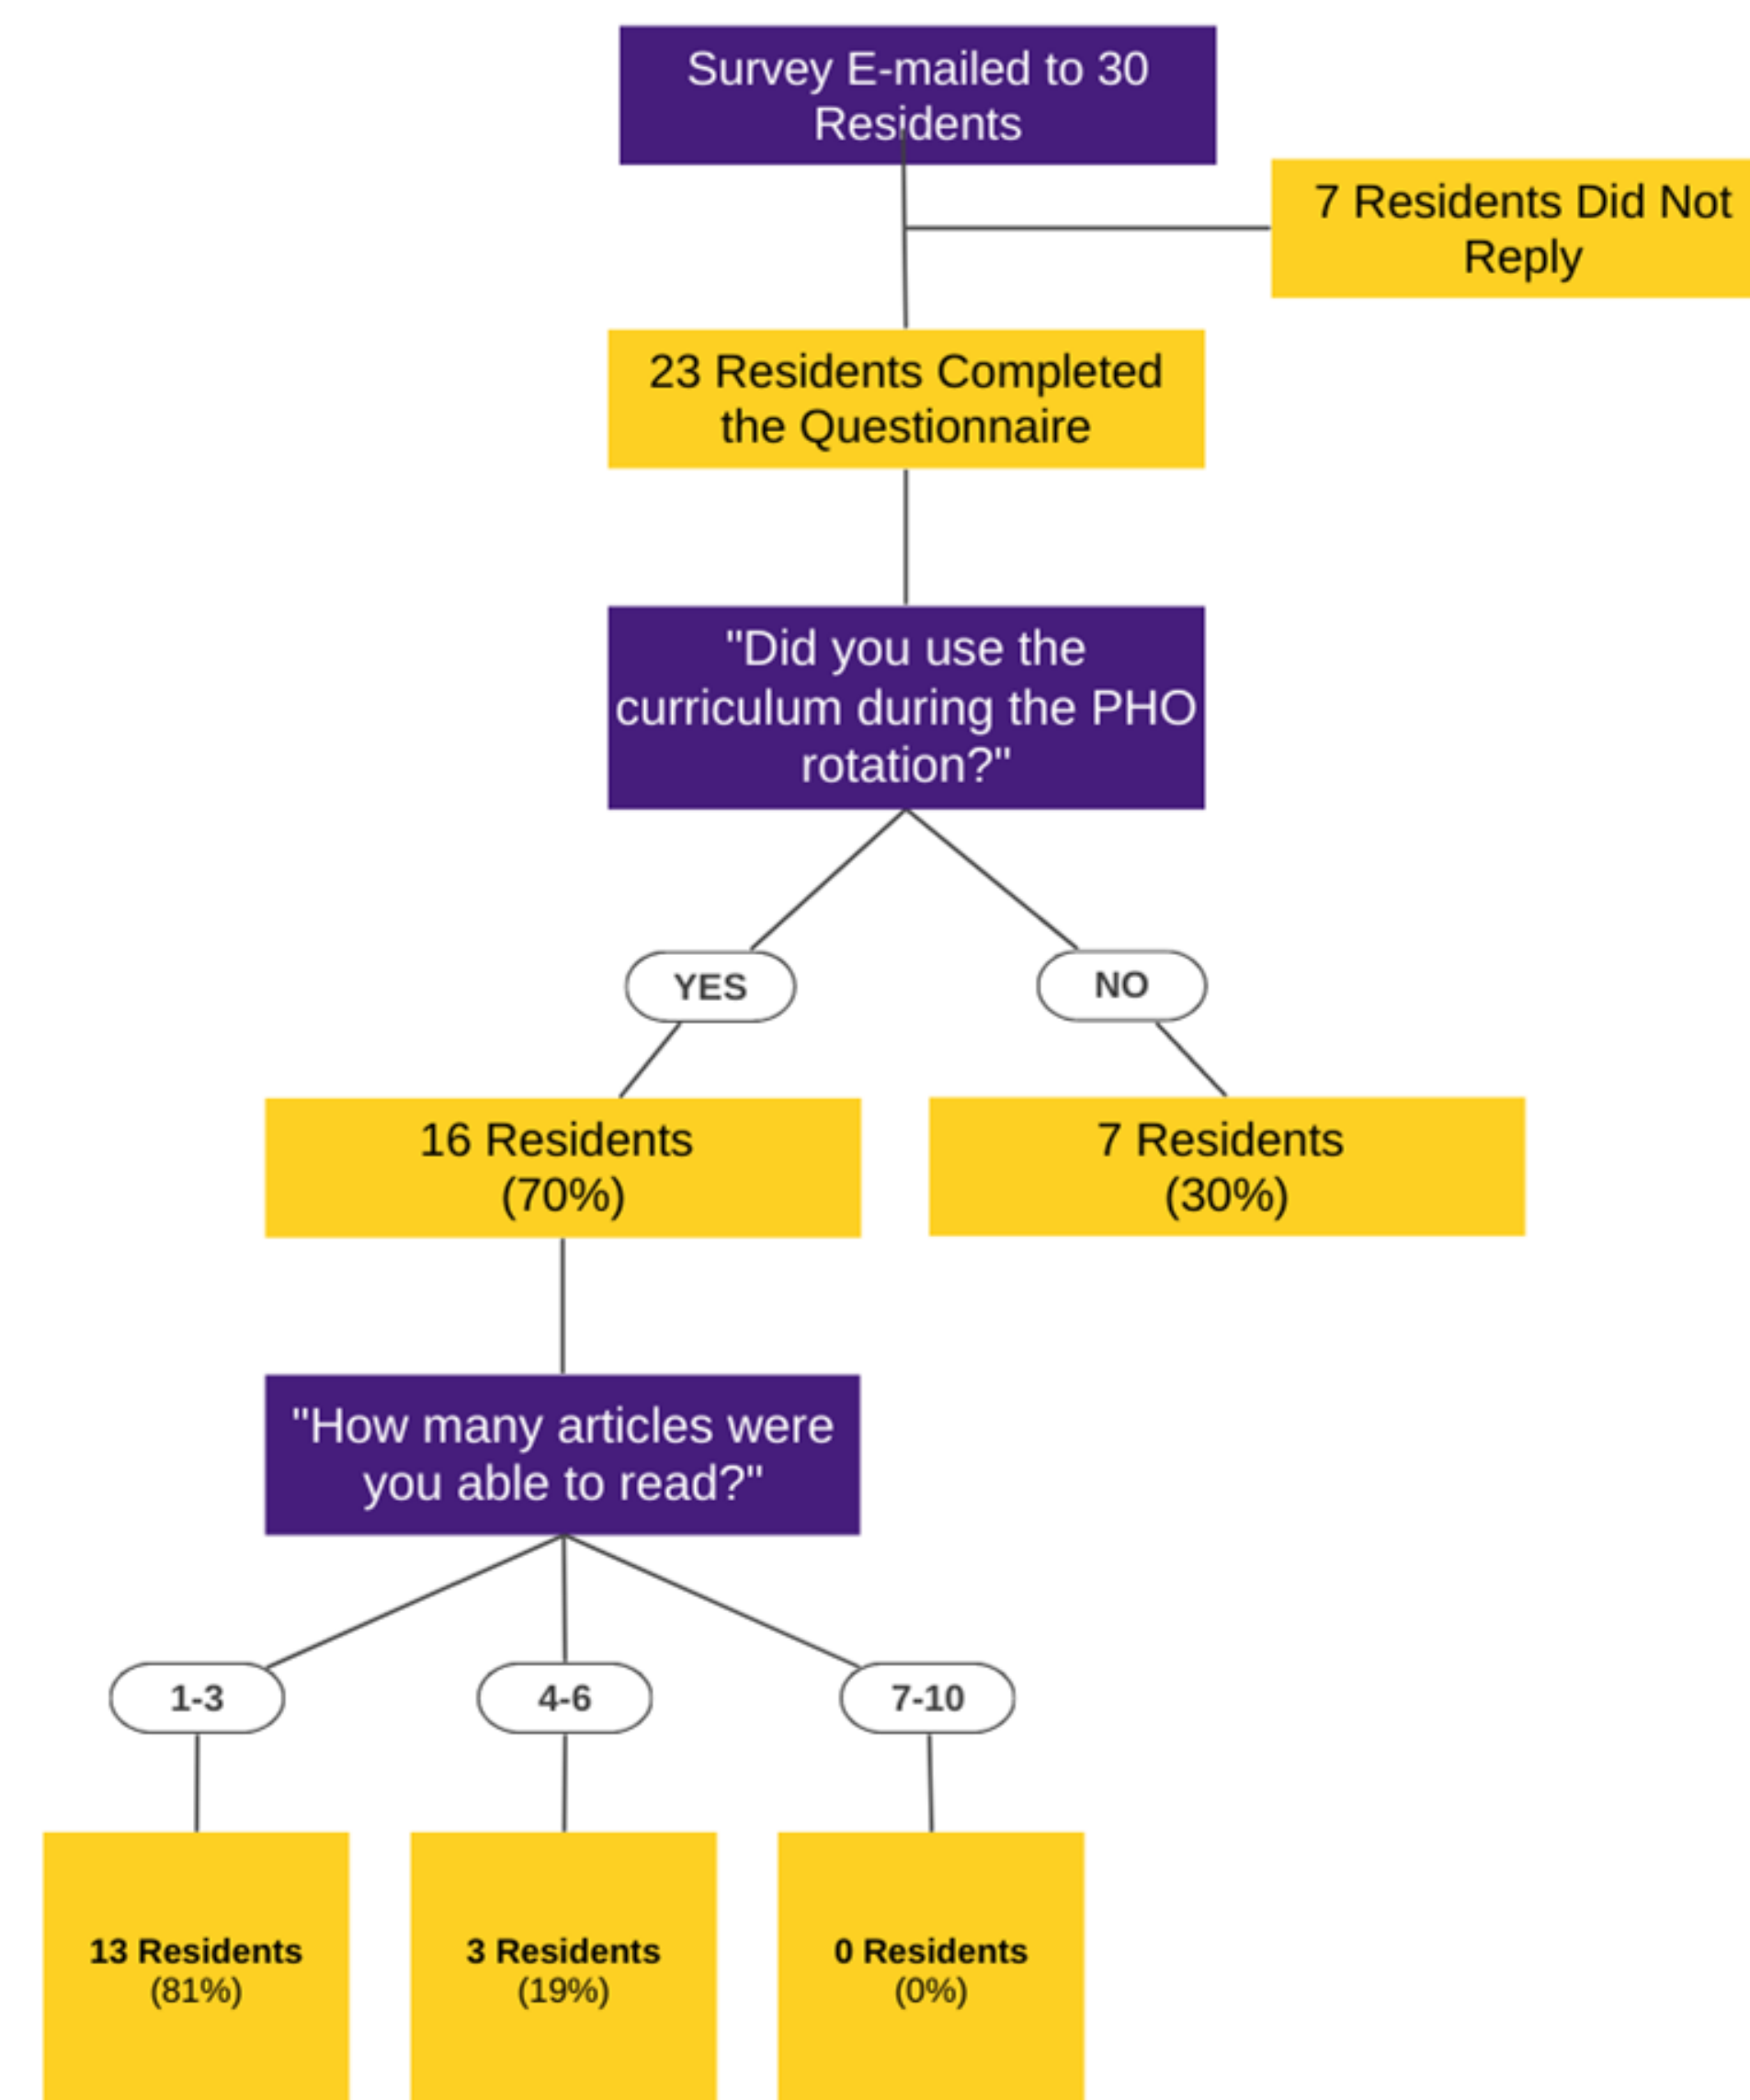 Survey E-mailed to 30
Residents
7 Residents Did Not
Reply
23 Residents Completed
the Questionnaire
"Did you use the
curriculum during the PHO
rotation?"
YES
NO
16 Residents
(70%)
7 Residents
(30%)
"How many articles were
you able to read?"
1-3
4-6
7-10
13 Residents
(81%)
3 Residents
(19%)
0 Residents
(0%)